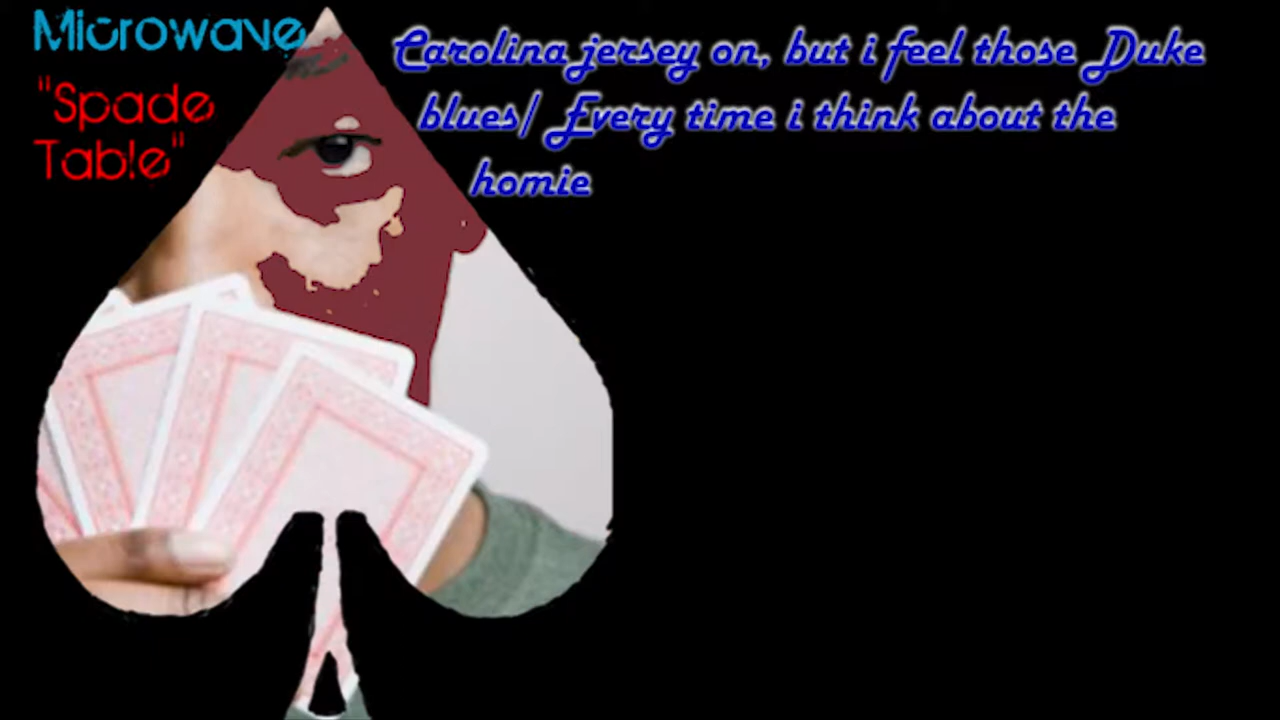 Microwave
"Spade
Table"
Carolina jersey on, but i feel those Duke
blues/ Every time i think about the
homie